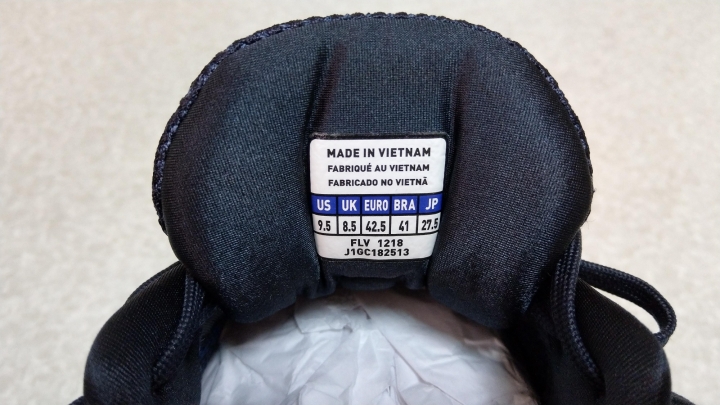 MADE IN VIETNAM
FABRIQUÉ AU VIETNAM
FABRICADO NO VIETNÃ
US UK EURO BRA JP
9.5 8.5 42.5 41 27.5
FLV 1218
J1GC182513